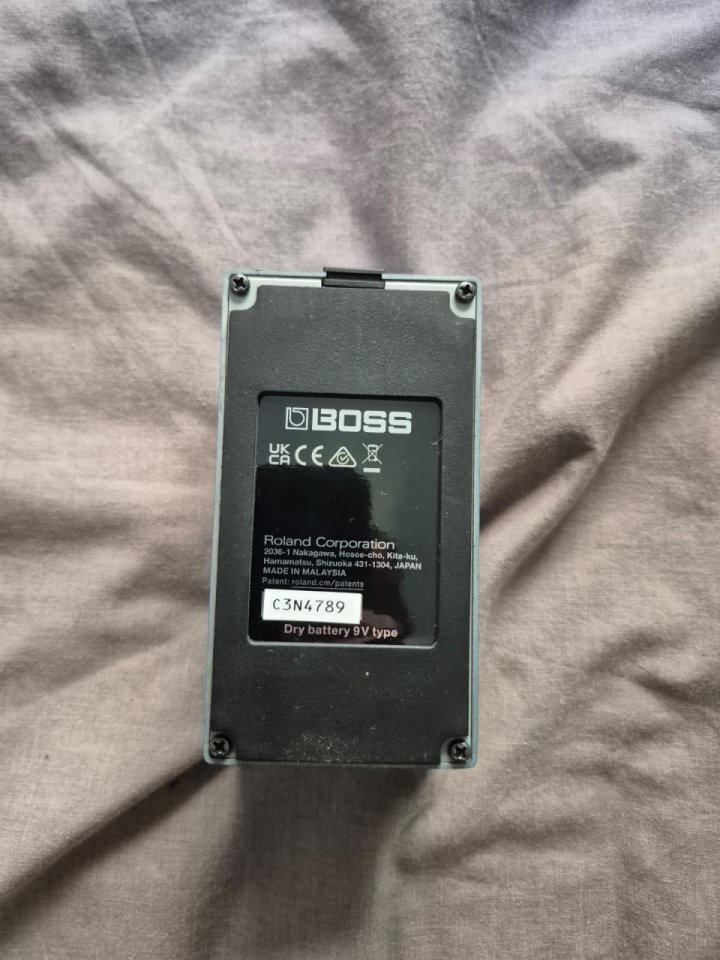 BOSS
UK
CA CE
Roland Corporation
2036-1 Nakagawa, Hosoe-cho, Kita-ku,
Hamamatsu, Shizuoka 431-1304, JAPAN
MADE IN MALAYSIA
Patent: roland.cm/patents
C3N4789
Dry battery 9V type